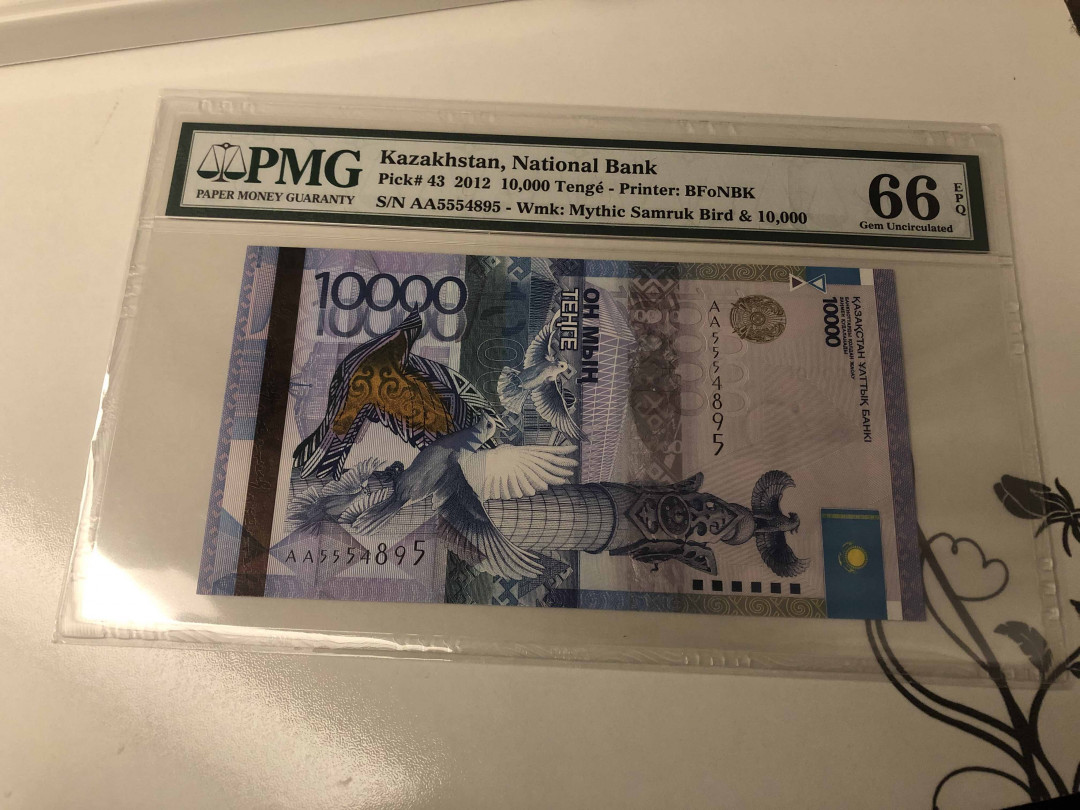 PMG
PAPER MONEY GUARANTY
Kazakhstan, National Bank
Pick# 43 2012 10,000 Tengé - Printer: BFoNBK
S/N AA5554895 - Wmk: Mythic Samruk Bird & 10,000
66
EPQ
Gem Uncirculated
10000
ОН МЫҢ
ТЕҢГЕ
AA5554895
ҚАЗАҚСТАН ҰЛТТЫҚ БАНКІ
10000
AA5554895